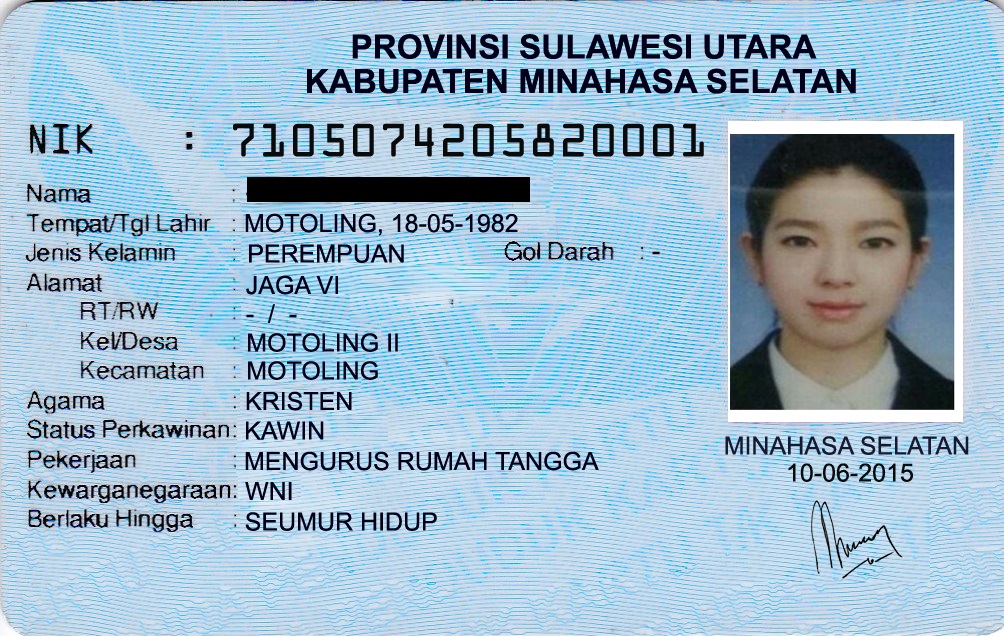 PROVINSI SULAWESI UTARA
KABUPATEN MINAHASA SELATAN
NIK : 7105074205820001
Nama :
Tempat/Tgl Lahir : MOTOLING, 18-05-1982
Jenis Kelamin : PEREMPUAN Gol Darah : -
Alamat : JAGA VI
RT/RW : - / -
Kel/Desa : MOTOLING II
Kecamatan : MOTOLING
Agama : KRISTEN
Status Perkawinan: KAWIN
Pekerjaan : MENGURUS RUMAH TANGGA
Kewarganegaraan: WNI
Berlaku Hingga : SEUMUR HIDUP
MINAHASA SELATAN
10-06-2015